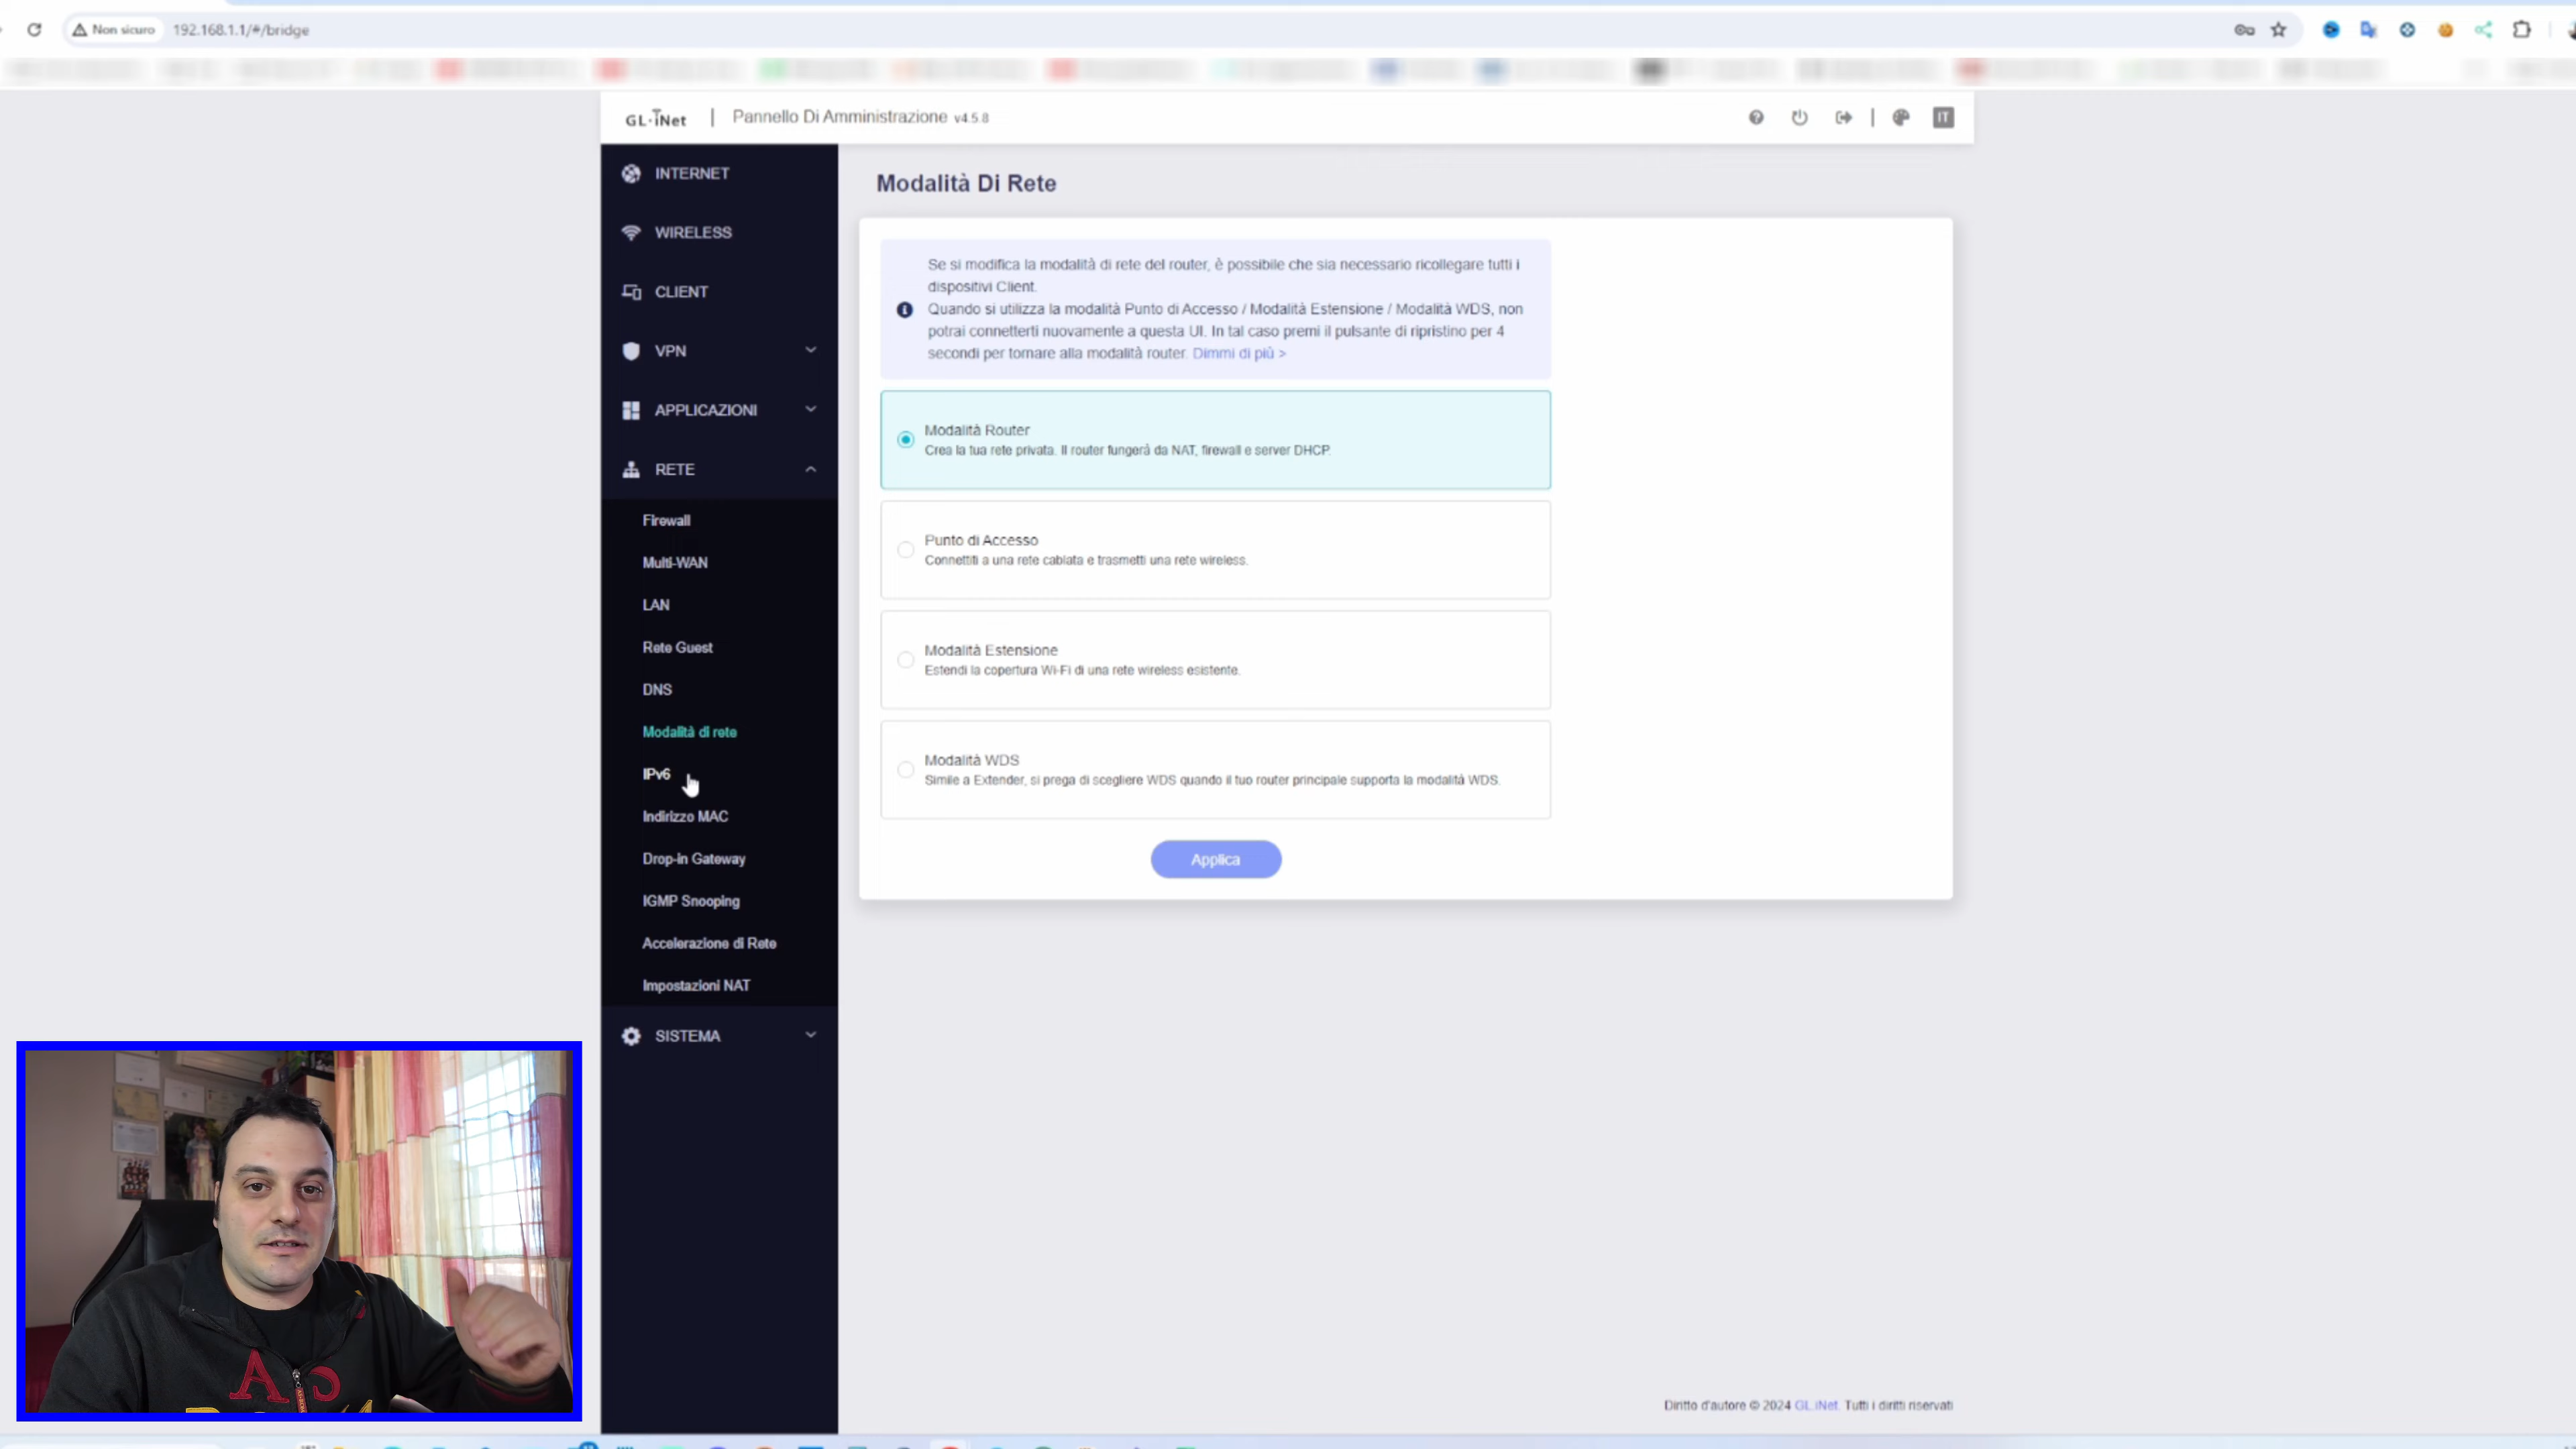 Non sicuro 192.168.1.1/#/bridge
GL·iNet | Pannello Di Amministrazione v4.5.8
IT
INTERNET
WIRELESS
CLIENT
VPN
APPLICAZIONI
RETE
Firewall
Multi-WAN
LAN
Rete Guest
DNS
Modalità di rete
IPv6
Indirizzo MAC
Drop-in Gateway
IGMP Snooping
Accelerazione di Rete
Impostazioni NAT
SISTEMA
Modalità Di Rete
Se si modifica la modalità di rete del router, è possibile che sia necessario ricollegare tutti i
dispositivi Client.
Quando si utilizza la modalità Punto di Accesso / Modalità Estensione / Modalità WDS, non
potrai connetterti nuovamente a questa UI. In tal caso premi il pulsante di ripristino per 4
secondi per tornare alla modalità router. Dimmi di più >
Modalità Router
Crea la tua rete privata. Il router fungerà da NAT, firewall e server DHCP.
Punto di Accesso
Connettiti a una rete cablata e trasmetti una rete wireless.
Modalità Estensione
Estendi la copertura Wi-Fi di una rete wireless esistente.
Modalità WDS
Simile a Extender, si prega di scegliere WDS quando il tuo router principale supporta la modalità WDS.
Applica
Diritto d'autore © 2024 GL.iNet. Tutti i diritti riservati